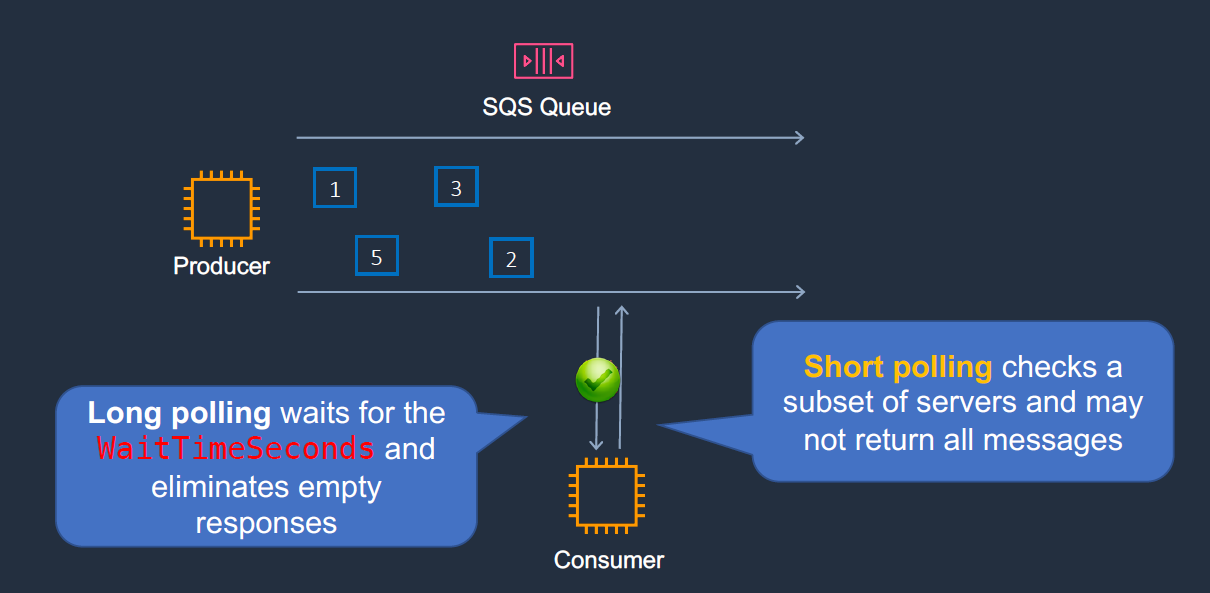 SQS Queue
1
3
Producer
5
2
Short polling checks a
subset of servers and may
not return all messages
Long polling waits for the
WaitTimeSeconds and
eliminates empty
responses
Consumer